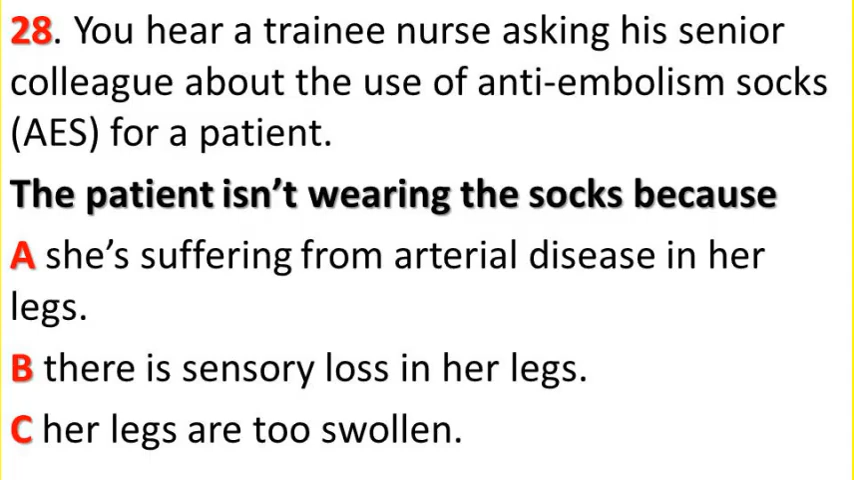 28. You hear a trainee nurse asking his senior
colleague about the use of anti-embolism socks
(AES) for a patient.
The patient isn’t wearing the socks because
A she’s suffering from arterial disease in her
legs.
B there is sensory loss in her legs.
C her legs are too swollen.